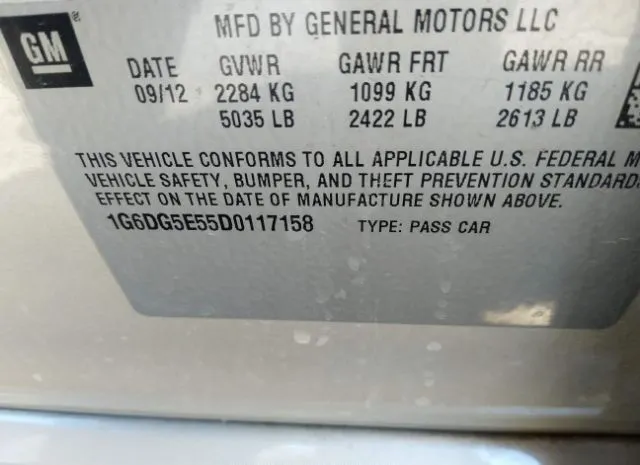 GM
MFD BY GENERAL MOTORS LLC
DATE GVWR GAWR FRT GAWR RR
09/12 2284 KG 1099 KG 1185 KG
5035 LB 2422 LB 2613 LB
THIS VEHICLE CONFORMS TO ALL APPLICABLE U.S. FEDERAL M
VEHICLE SAFETY, BUMPER, AND THEFT PREVENTION STANDARD
EFFECT ON THE DATE OF MANUFACTURE SHOWN ABOVE.
1G6DG5E55D0117158 TYPE: PASS CAR